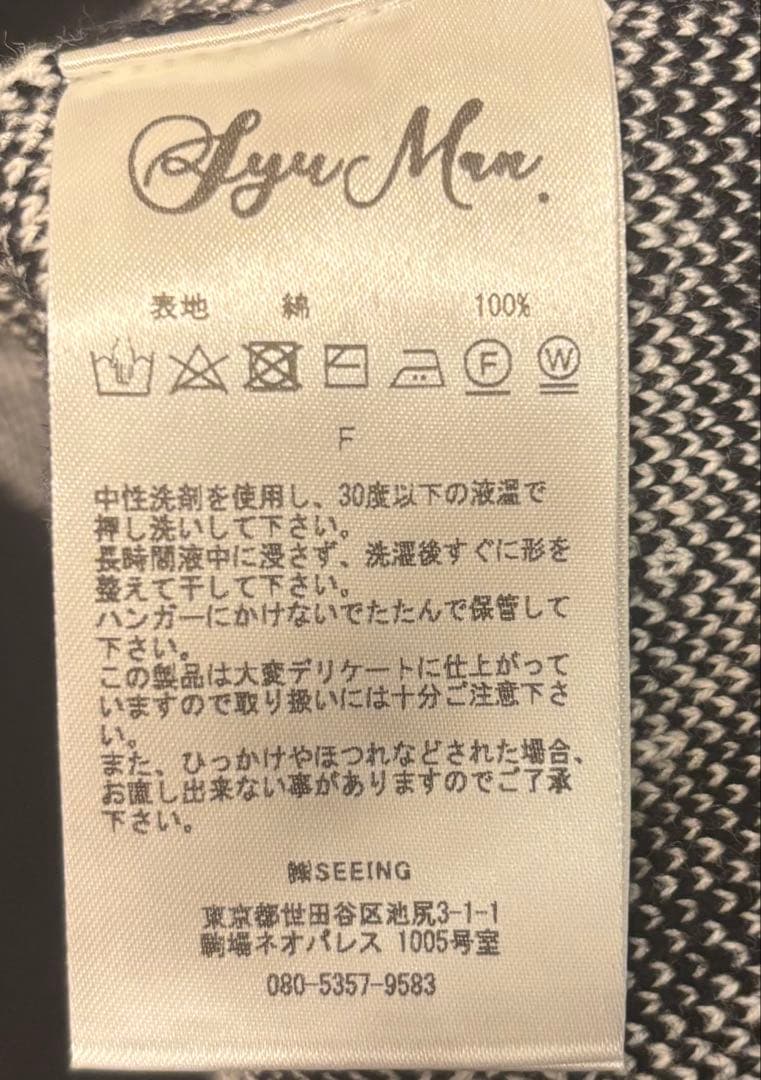 Syu Man.
表地 綿 100%
F W
F
中性洗剤を使用し、30度以下の液温で
押し洗いして下さい。
長時間液中に浸さず、洗濯後すぐに形を
整えて干して下さい。
ハンガーにかけないでたたんで保管して
下さい。
この製品は大変デリケートに仕上がって
いますので取り扱いには十分ご注意下さ
い。
また、ひっかけやほつれなどされた場合、
お直し出来ない事がありますのでご了承
下さい。
㈱SEEING
東京都世田谷区池尻3-1-1
駒場ネオパレス 1005号室
080-5357-9583